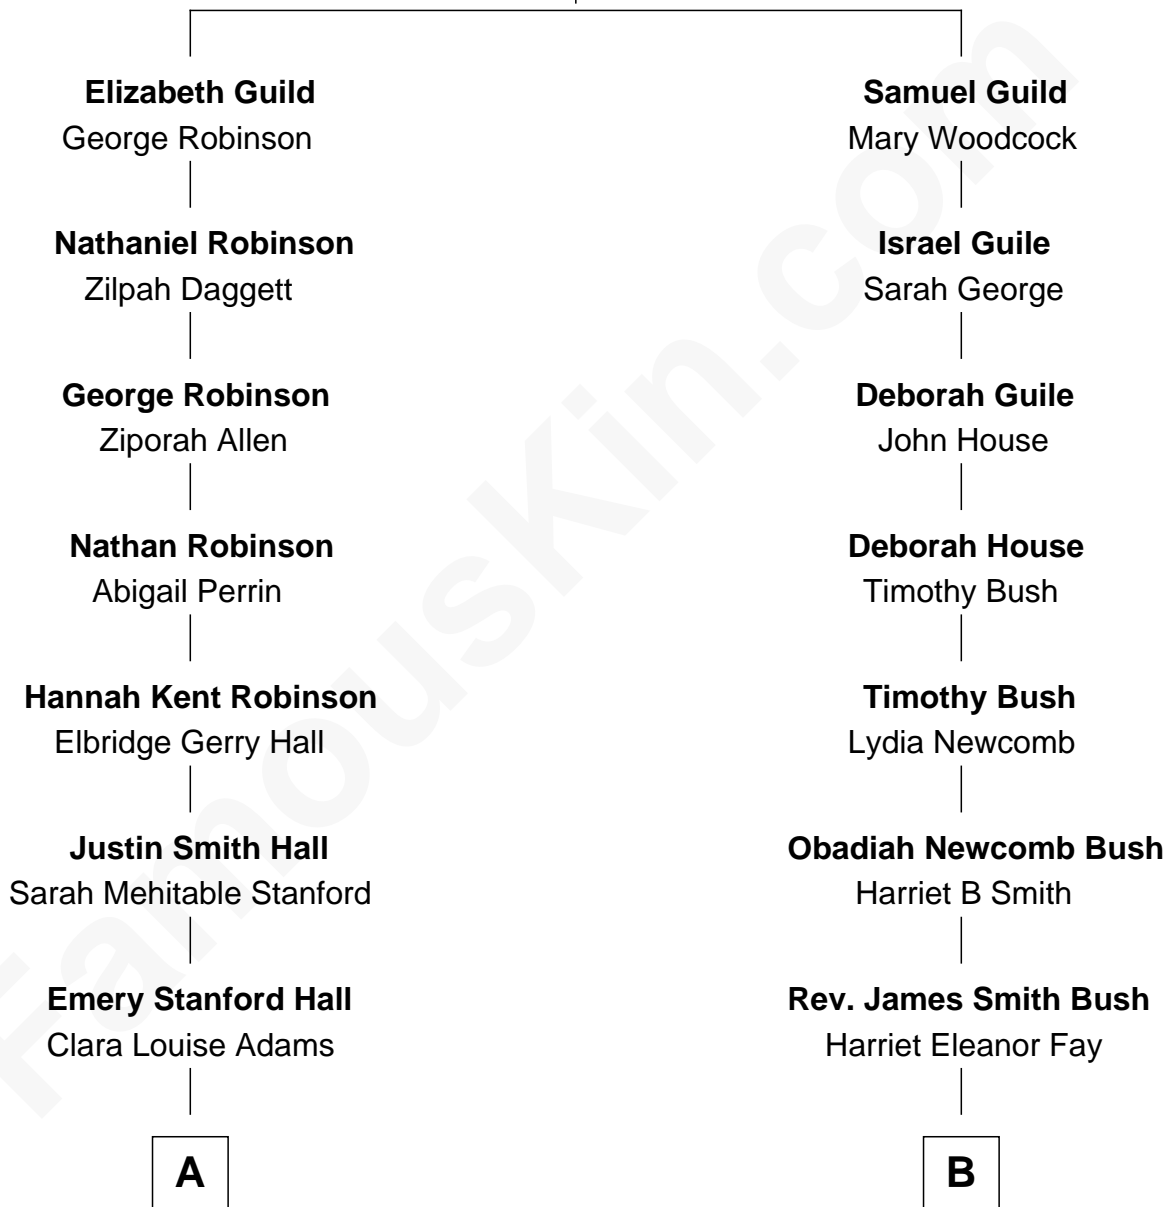 Elizabeth Guild
George Robinson
Nathaniel Robinson
Zilpah Daggett
George Robinson
Ziporah Allen
Nathan Robinson
Abigail Perrin
Hannah Kent Robinson
Elbridge Gerry Hall
Justin Smith Hall
Sarah Mehitable Stanford
Emery Stanford Hall
Clara Louise Adams
A
Samuel Guild
Mary Woodcock
Israel Guile
Sarah George
Deborah Guile
John House
Deborah House
Timothy Bush
Timothy Bush
Lydia Newcomb
Obadiah Newcomb Bush
Harriet B Smith
Rev. James Smith Bush
Harriet Eleanor Fay
B
FamousKin.com